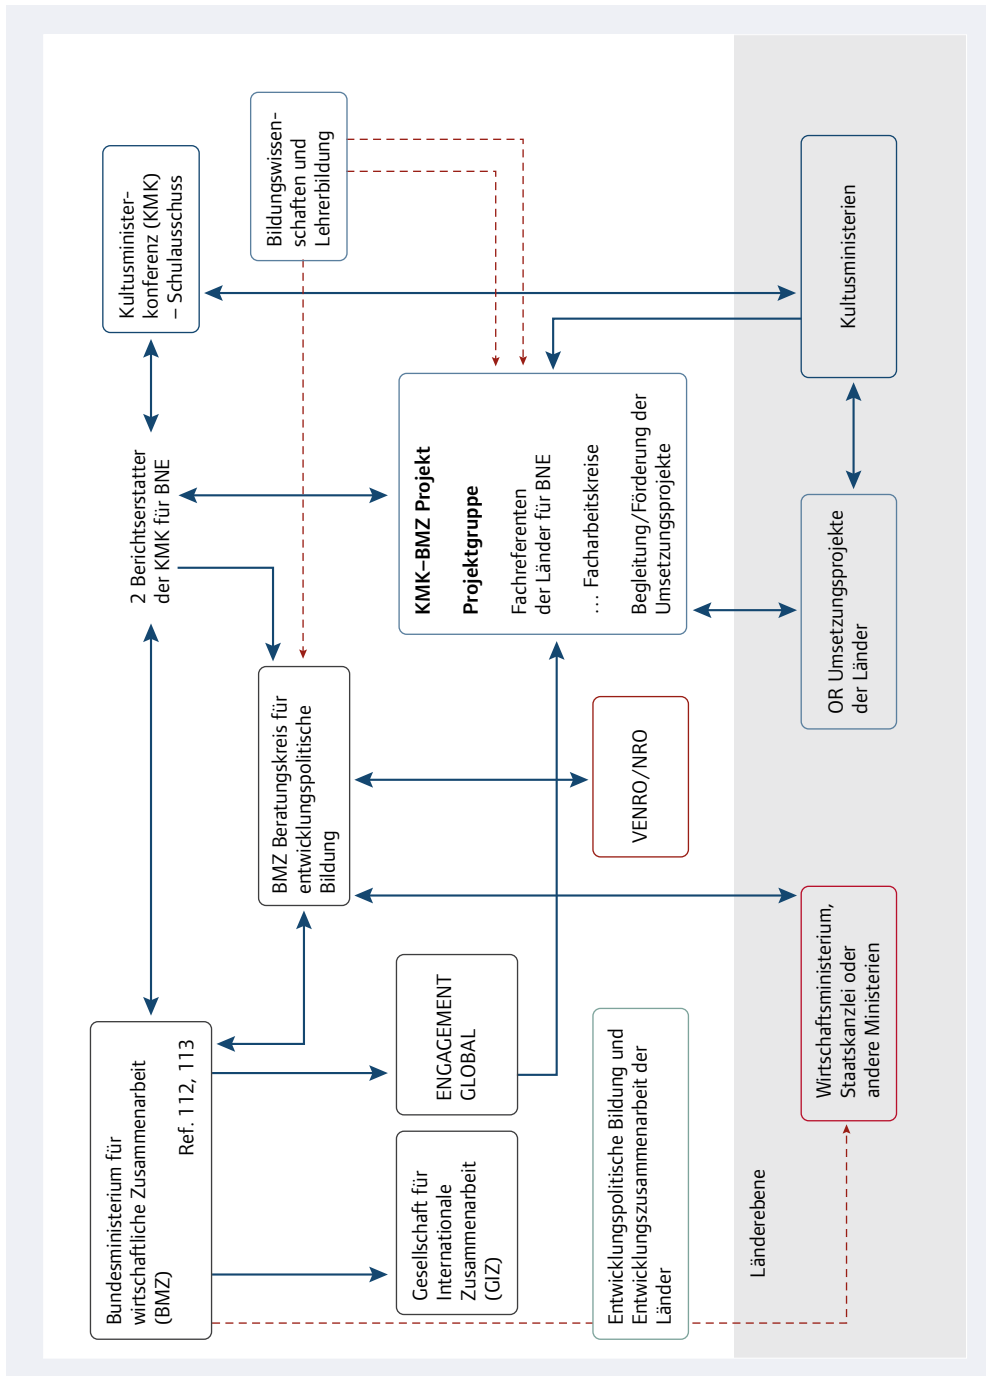 Bundesministerium für
wirtschaftliche Zusammenarbeit
(BMZ)
Ref. 112, 113
2 Berichtserstatter
der KMK für BNE
Kultusminister-
konferenz (KMK)
– Schulausschuss
BMZ Beratungskreis für
entwicklungspolitische
Bildung
Bildungswissen-
schaften und
Lehrerbildung
Gesellschaft für
Internationale
Zusammenarbeit
(GIZ)
ENGAGEMENT
GLOBAL
KMK–BMZ Projekt
Projektgruppe
Fachreferenten
der Länder für BNE
… Facharbeitskreise
Begleitung/Förderung der
Umsetzungsprojekte
Entwicklungspolitische Bildung und
Entwicklungszusammenarbeit der
Länder
VENRO/NRO
Länderebene
Wirtschaftsministerium,
Staatskanzlei oder
andere Ministerien
OR Umsetzungsprojekte
der Länder
Kultusministerien